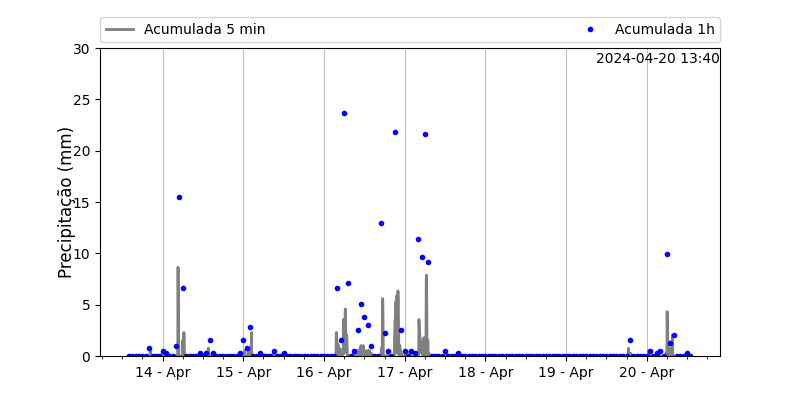 Acumulada 5 min
Acumulada 1h
2024-04-20 13:40
Precipitação (mm)
30
25
20
15
10
5
0
14 - Apr
15 - Apr
16 - Apr
17 - Apr
18 - Apr
19 - Apr
20 - Apr